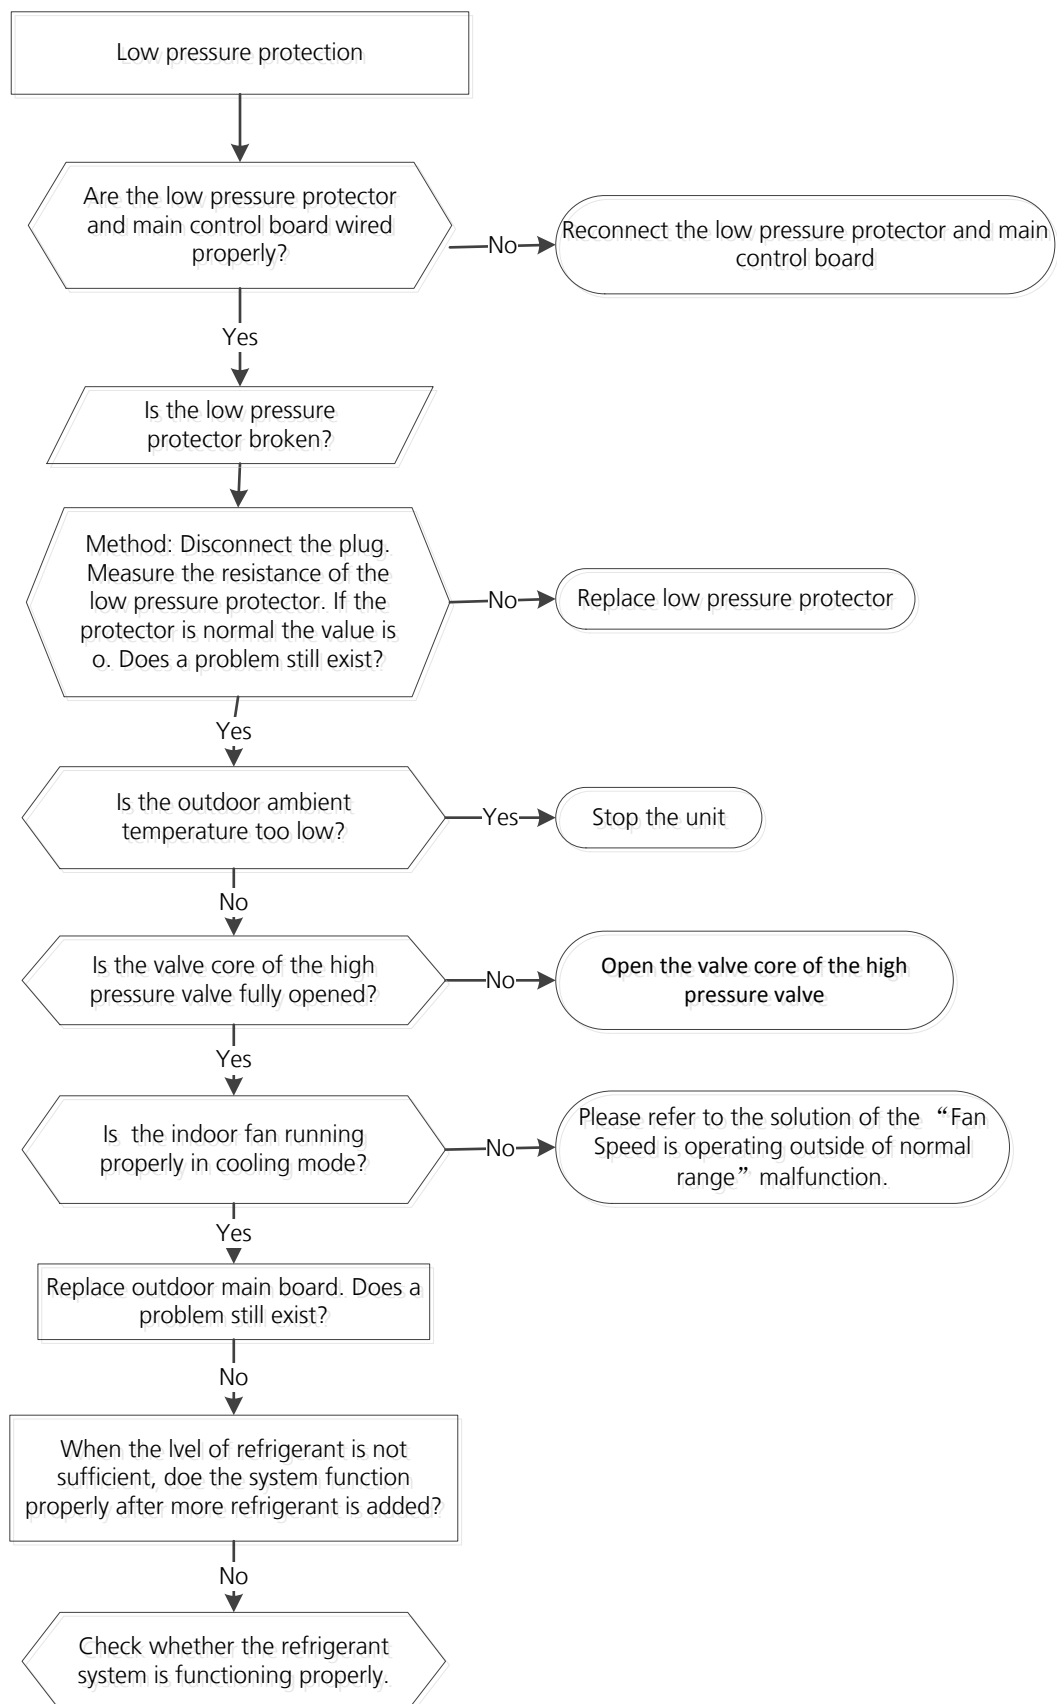 Low pressure protection
Are the low pressure protector
and main control board wired
properly?
No
Reconnect the low pressure protector and main
control board
Yes
Is the low pressure
protector broken?
Method: Disconnect the plug.
Measure the resistance of the
low pressure protector. If the
protector is normal the value is
o. Does a problem still exist?
No
Replace low pressure protector
Yes
Is the outdoor ambient
temperature too low?
Yes
Stop the unit
No
Is the valve core of the high
pressure valve fully opened?
No
Open the valve core of the high
pressure valve
Yes
Is the indoor fan running
properly in cooling mode?
No
Please refer to the solution of the “Fan
Speed is operating outside of normal
range” malfunction.
Yes
Replace outdoor main board. Does a
problem still exist?
No
When the lvel of refrigerant is not
sufficient, doe the system function
properly after more refrigerant is added?
No
Check whether the refrigerant
system is functioning properly.